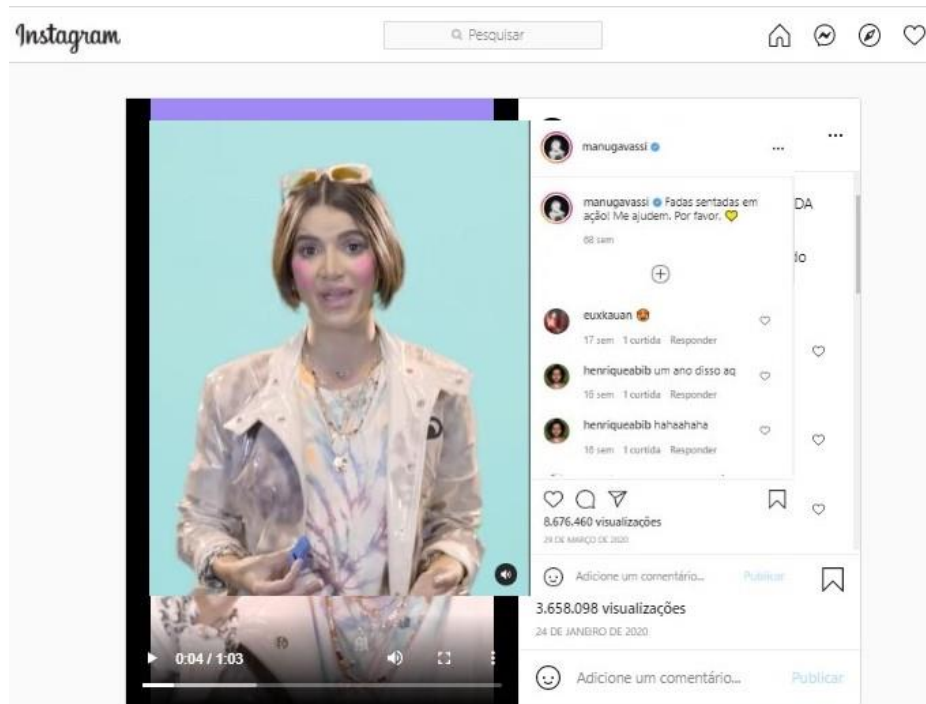 Instagram
Pesquisar
manugavassi
manugavassi Fadas sentadas em
ação! Me ajudem. Por favor.
68 sem
DA
euxkauan
17 sem 1 curtida Responder
henriqueabib um ano disso aq
16 sem 1 curtida Responder
henriqueabib hahaahaha
16 sem 1 curtida Responder
8.676.460 visualizações
29 DE MARÇO DE 2020
Adicione um comentário...
Publicar
3.658.098 visualizações
24 DE JANEIRO DE 2020
0:04 / 1:03
Adicione um comentário...
Publicar